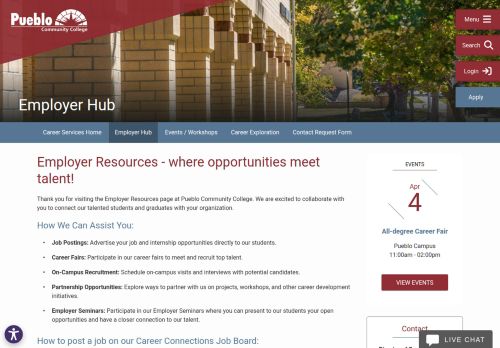 Pueblo
Community College
Menu
Search
Login
Apply
Employer Hub
Career Services Home
Employer Hub
Events / Workshops
Career Exploration
Contact Request Form
Employer Resources - where opportunities meet
talent!
Thank you for visiting the Employer Resources page at Pueblo Community College. We are excited to collaborate with
you to connect our talented students and graduates with your organization.
How We Can Assist You:
• Job Postings: Advertise your job and internship opportunities directly to our students.
• Career Fairs: Participate in our career fairs to meet and recruit top talent.
• On-Campus Recruitment: Schedule on-campus visits and interviews with potential candidates.
• Partnership Opportunities: Explore ways to partner with us on projects, workshops, and other career development
initiatives.
• Employer Seminars: Participate in our Employer Seminars where you can present to our students your open
opportunities and have a closer connection to our talent.
How to post a job on our Career Connections Job Board:
EVENTS
Apr
4
All-degree Career Fair
Pueblo Campus
11:00am - 02:00pm
VIEW EVENTS
Contact
LIVE CHAT